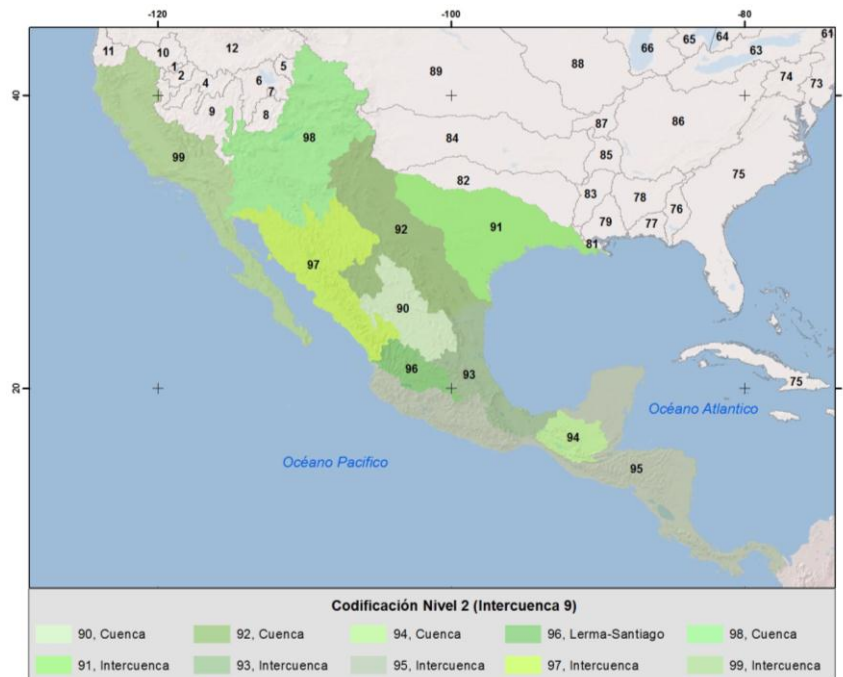 -120 -100 -80
11 10 12 5 65 64 61
1 66 63
2 4 6 89 88 74
7 73
40 9 8 87 86 40
98 84
99 85
82 75
83 78
92 79 76
91 77
81
97
90
96 93 75
20 20
Océano Atlantico
94
Océano Pacifico 95
Codificación Nivel 2 (Intercuenca 9)
90, Cuenca 92, Cuenca 94, Cuenca 96, Lerma-Santiago 98, Cuenca
91, Intercuenca 93, Intercuenca 95, Intercuenca 97, Intercuenca 99, Intercuenca